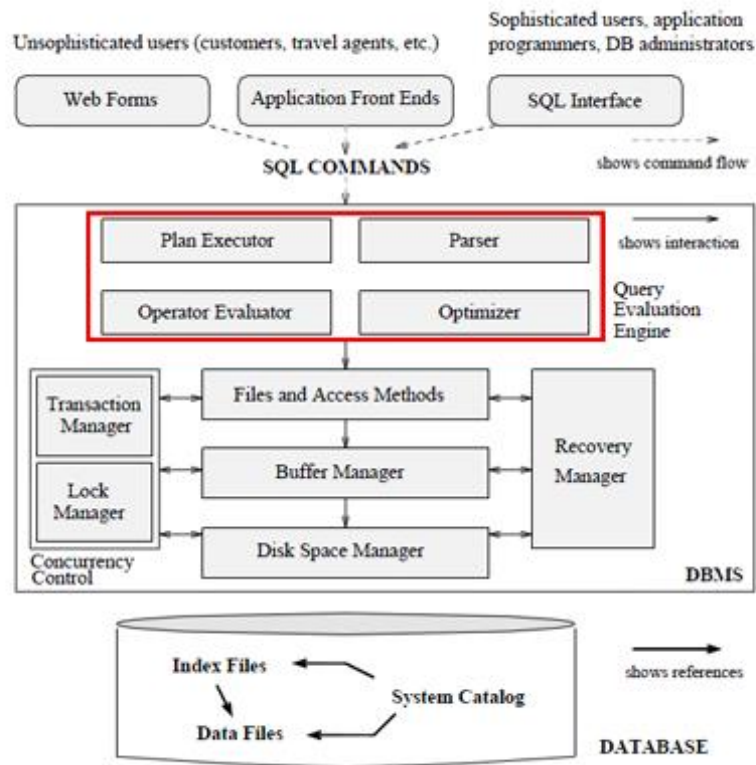 Unsophisticated users (customers, travel agents, etc.)
Sophisticated users, application
programmers, DB administrators
Web Forms
Application Front Ends
SQL Interface
SQL COMMANDS
shows command flow
Plan Executor
Parser
shows interaction
Operator Evaluator
Optimizer
Query
Evaluation
Engine
Transaction
Manager
Lock
Manager
Concurrency
Control
Files and Access Methods
Buffer Manager
Disk Space Manager
Recovery
Manager
DBMS
Index Files
System Catalog
Data Files
shows references
DATABASE